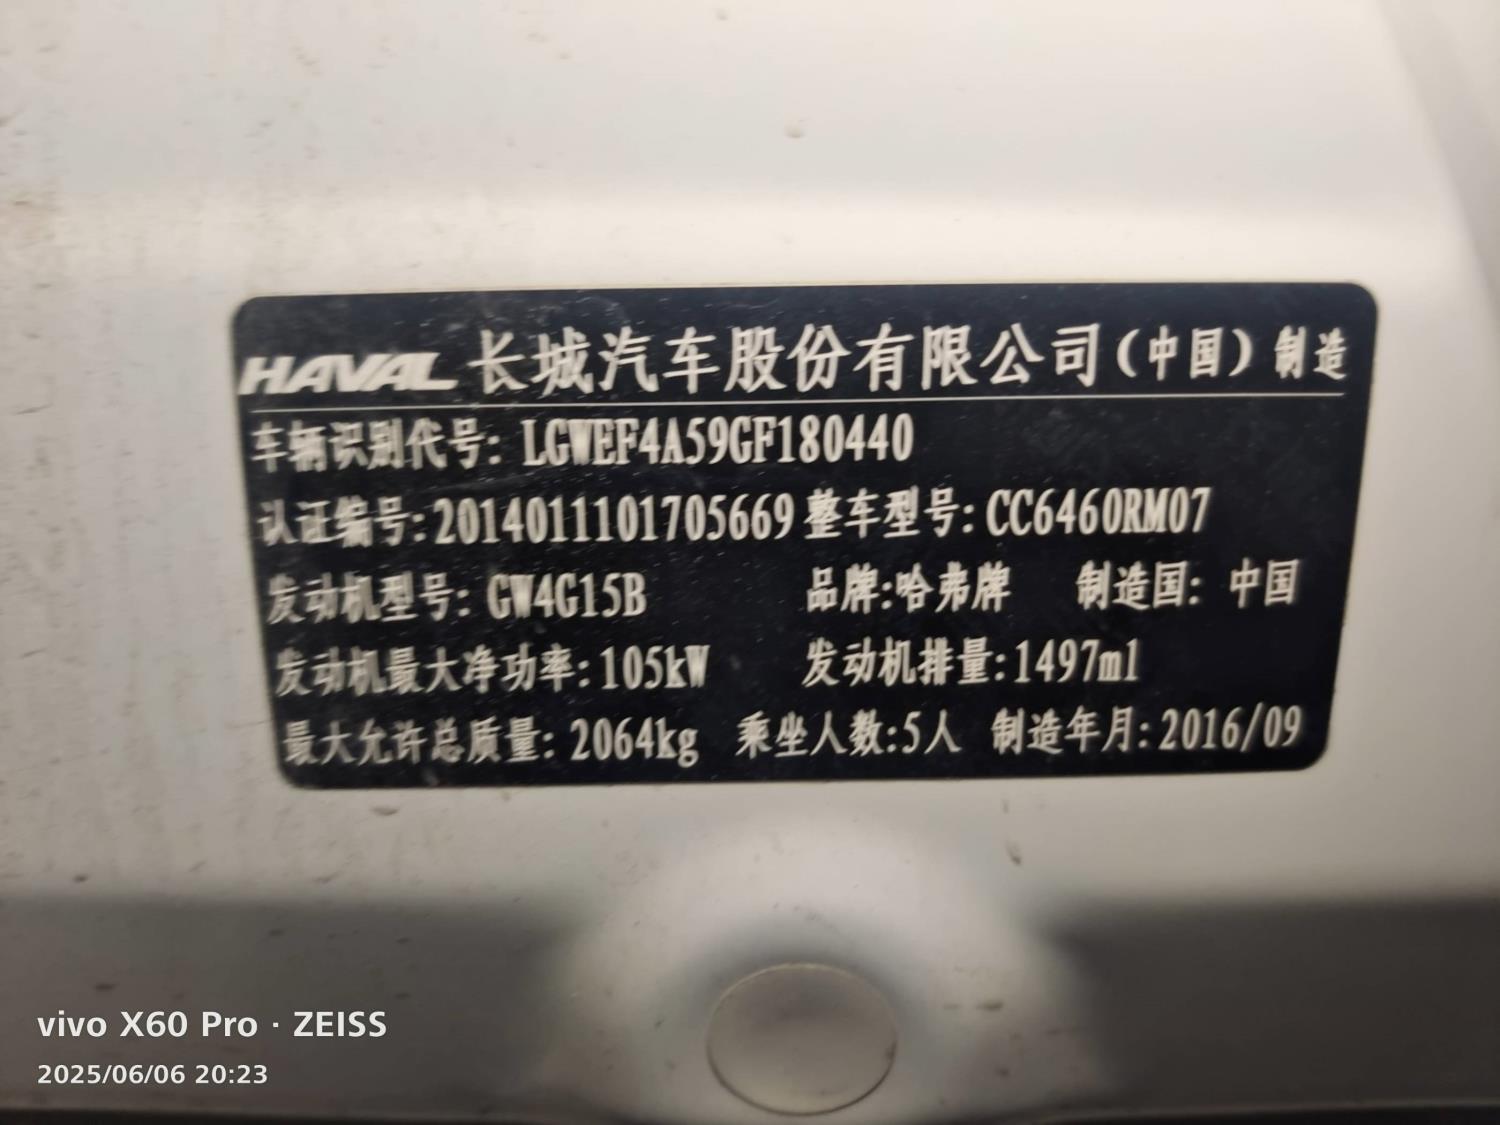 HAVAL 长城汽车股份有限公司(中国)制造
车辆识别代号: LGWEF4A59GF180440
认证编号:2014011101705669 整车型号:CC6460RM07
发动机型号: GW4G15B 品牌:哈弗牌 制造国: 中国
发动机最大净功率:105kW 发动机排量:1497ml
最大允许总质量: 2064kg 乘坐人数:5人 制造年月:2016/09
vivo X60 Pro · ZEISS
2025/06/06 20:23